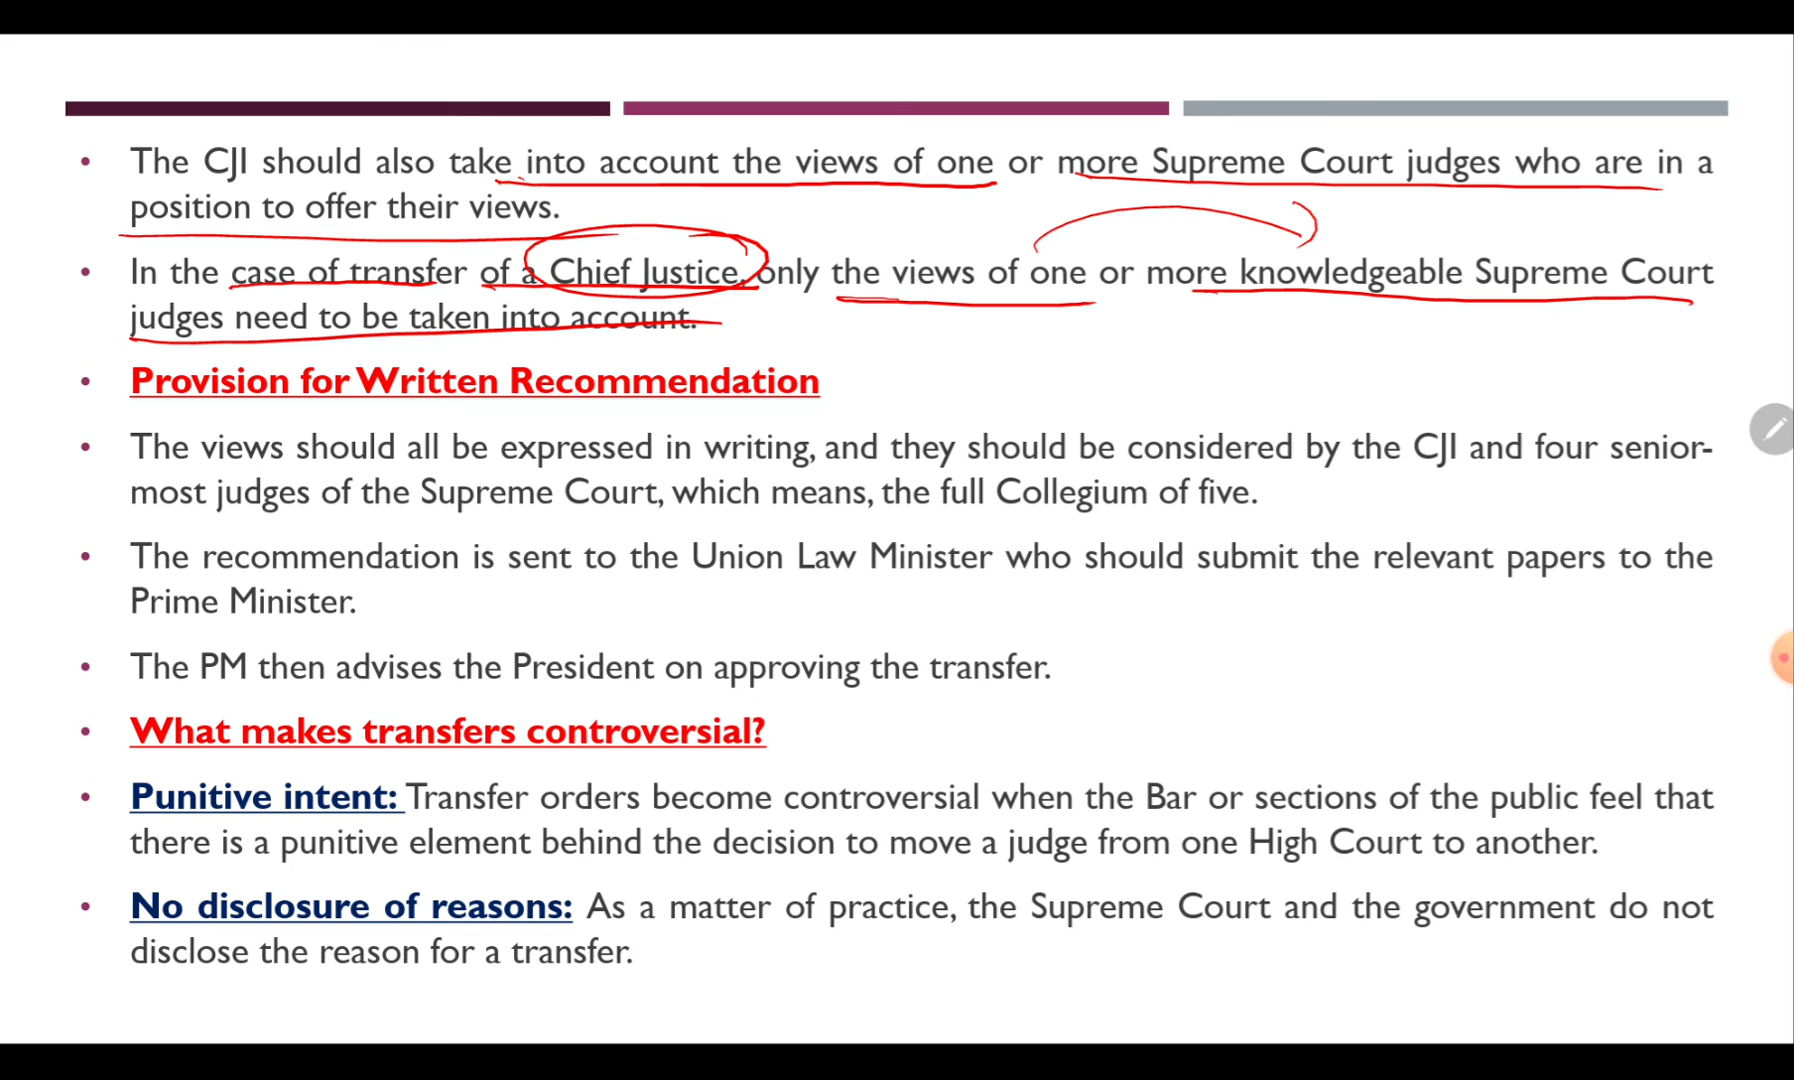 • The CJI should also take into account the views of one or more Supreme Court judges who are in a
position to offer their views.
• In the case of transfer of a Chief Justice, only the views of one or more knowledgeable Supreme Court
judges need to be taken into account.
• Provision for Written Recommendation
• The views should all be expressed in writing, and they should be considered by the CJI and four senior-
most judges of the Supreme Court, which means, the full Collegium of five.
• The recommendation is sent to the Union Law Minister who should submit the relevant papers to the
Prime Minister.
• The PM then advises the President on approving the transfer.
• What makes transfers controversial?
• Punitive intent: Transfer orders become controversial when the Bar or sections of the public feel that
there is a punitive element behind the decision to move a judge from one High Court to another.
• No disclosure of reasons: As a matter of practice, the Supreme Court and the government do not
disclose the reason for a transfer.